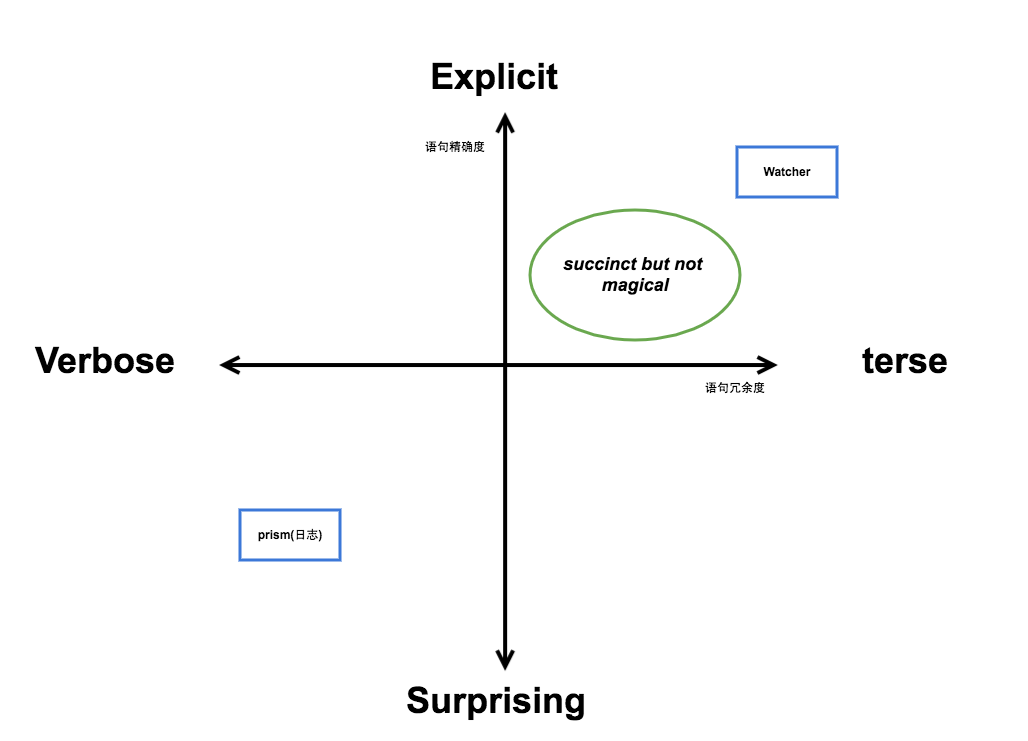 Explicit
语句精确度
Watcher
succinct but not
magical
Verbose
terse
语句冗余度
prism(日志)
Surprising